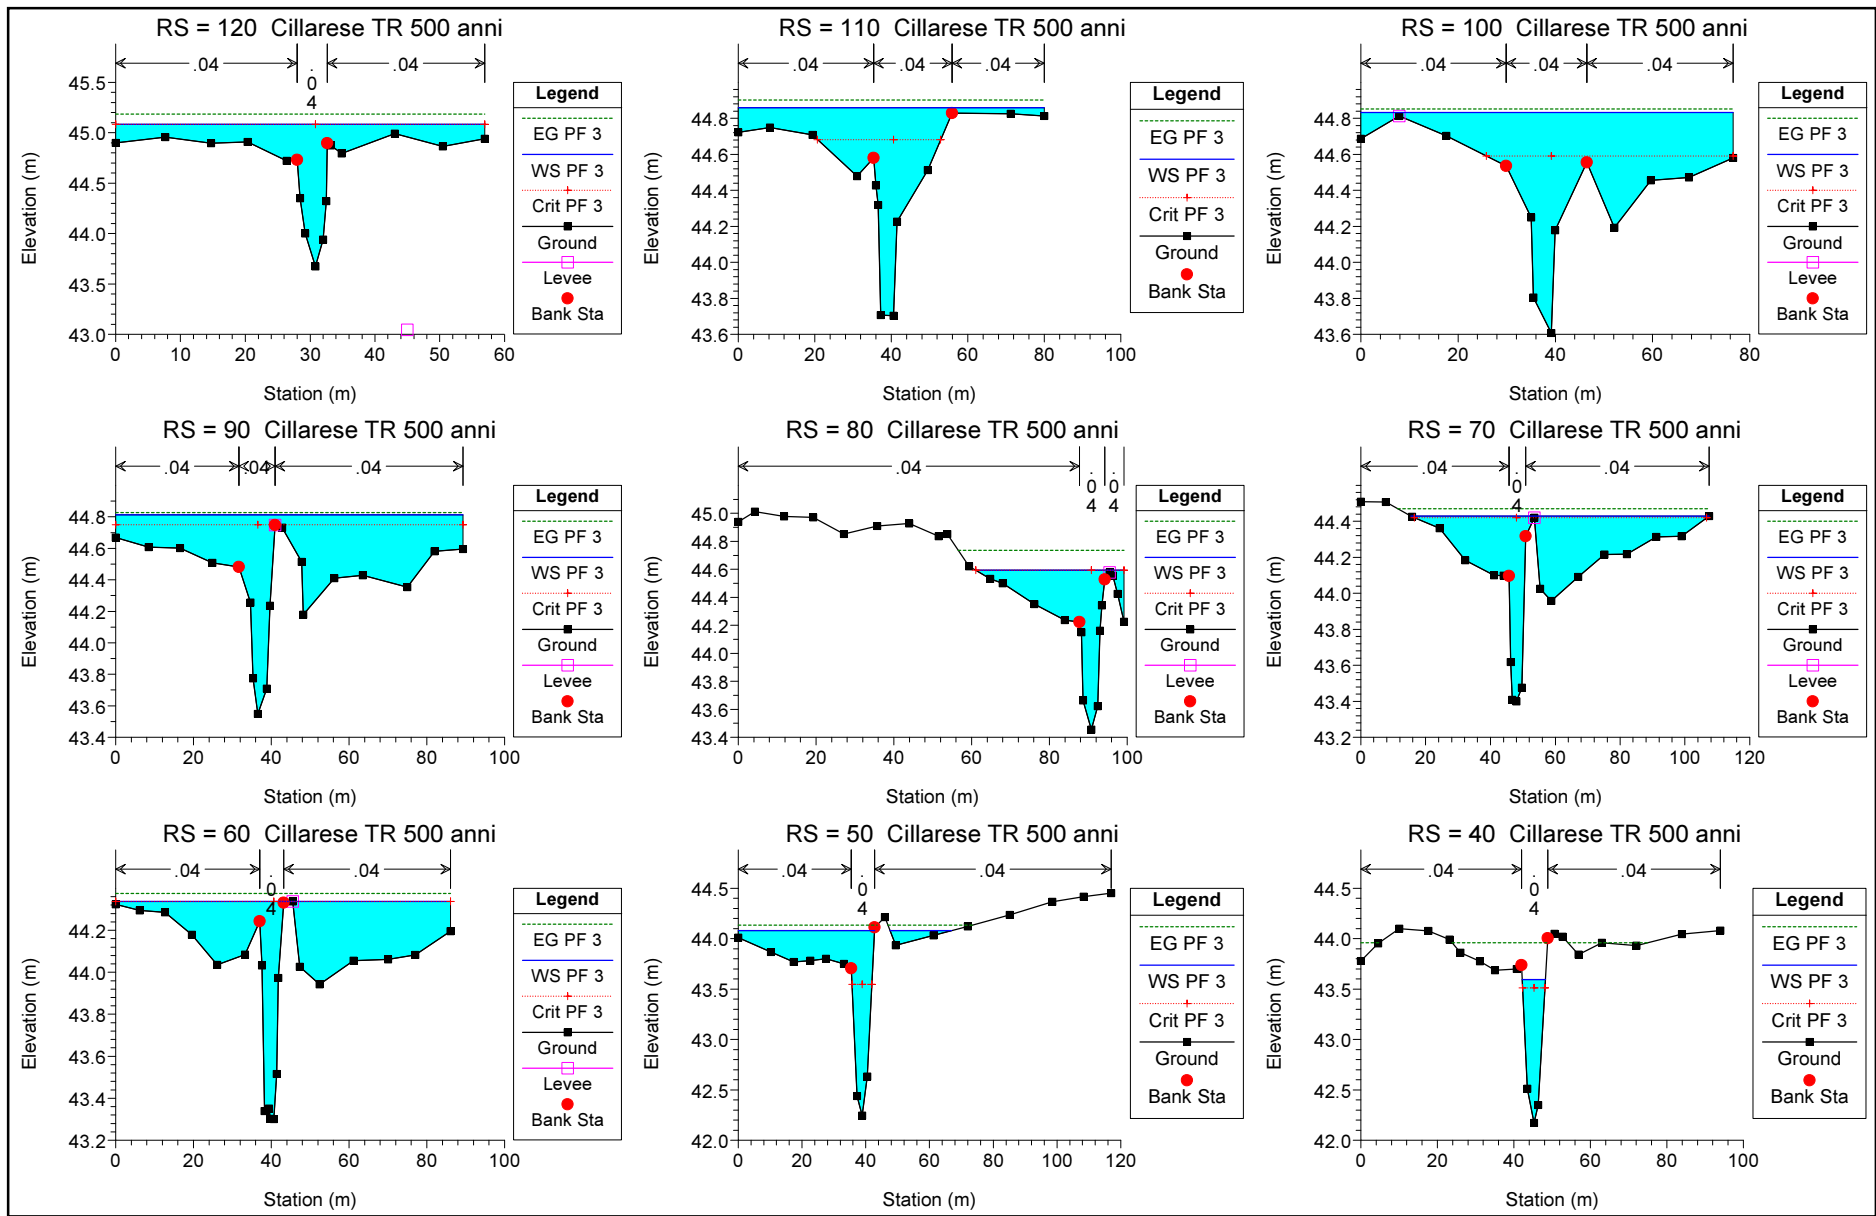 RS = 120 Cillarese TR 500 anni
.04
.04
.04
Elevation (m)
45.5
45.0
44.5
44.0
43.5
43.0
0 10 20 30 40 50 60
Station (m)
Legend
EG PF 3
WS PF 3
Crit PF 3
Ground
Levee
Bank Sta
RS = 110 Cillarese TR 500 anni
.04 .04 .04
Elevation (m)
44.8
44.6
44.4
44.2
44.0
43.8
43.6
0 20 40 60 80 100
Station (m)
Legend
EG PF 3
WS PF 3
Crit PF 3
Ground
Bank Sta
RS = 100 Cillarese TR 500 anni
.04 .04 .04
Elevation (m)
44.8
44.6
44.4
44.2
44.0
43.8
43.6
0 20 40 60 80
Station (m)
Legend
EG PF 3
WS PF 3
Crit PF 3
Ground
Levee
Bank Sta
RS = 90 Cillarese TR 500 anni
.04 .04 .04
Elevation (m)
44.8
44.6
44.4
44.2
44.0
43.8
43.6
43.4
0 20 40 60 80 100
Station (m)
Legend
EG PF 3
WS PF 3
Crit PF 3
Ground
Levee
Bank Sta
RS = 80 Cillarese TR 500 anni
.04
.04
.04
Elevation (m)
45.0
44.8
44.6
44.4
44.2
44.0
43.8
43.6
43.4
0 20 40 60 80 100
Station (m)
Legend
EG PF 3
WS PF 3
Crit PF 3
Ground
Levee
Bank Sta
RS = 70 Cillarese TR 500 anni
.04
.04
.04
Elevation (m)
44.4
44.2
44.0
43.8
43.6
43.4
43.2
0 20 40 60 80 100 120
Station (m)
Legend
EG PF 3
WS PF 3
Crit PF 3
Ground
Levee
Bank Sta
RS = 60 Cillarese TR 500 anni
.04
.04
.04
Elevation (m)
44.2
44.0
43.8
43.6
43.4
43.2
0 20 40 60 80 100
Station (m)
Legend
EG PF 3
WS PF 3
Crit PF 3
Ground
Levee
Bank Sta
RS = 50 Cillarese TR 500 anni
.04
.04
.04
Elevation (m)
44.5
44.0
43.5
43.0
42.5
42.0
0 20 40 60 80 100 120
Station (m)
Legend
EG PF 3
WS PF 3
Crit PF 3
Ground
Bank Sta
RS = 40 Cillarese TR 500 anni
.04
.04
.04
Elevation (m)
44.5
44.0
43.5
43.0
42.5
42.0
0 20 40 60 80 100
Station (m)
Legend
EG PF 3
WS PF 3
Crit PF 3
Ground
Bank Sta